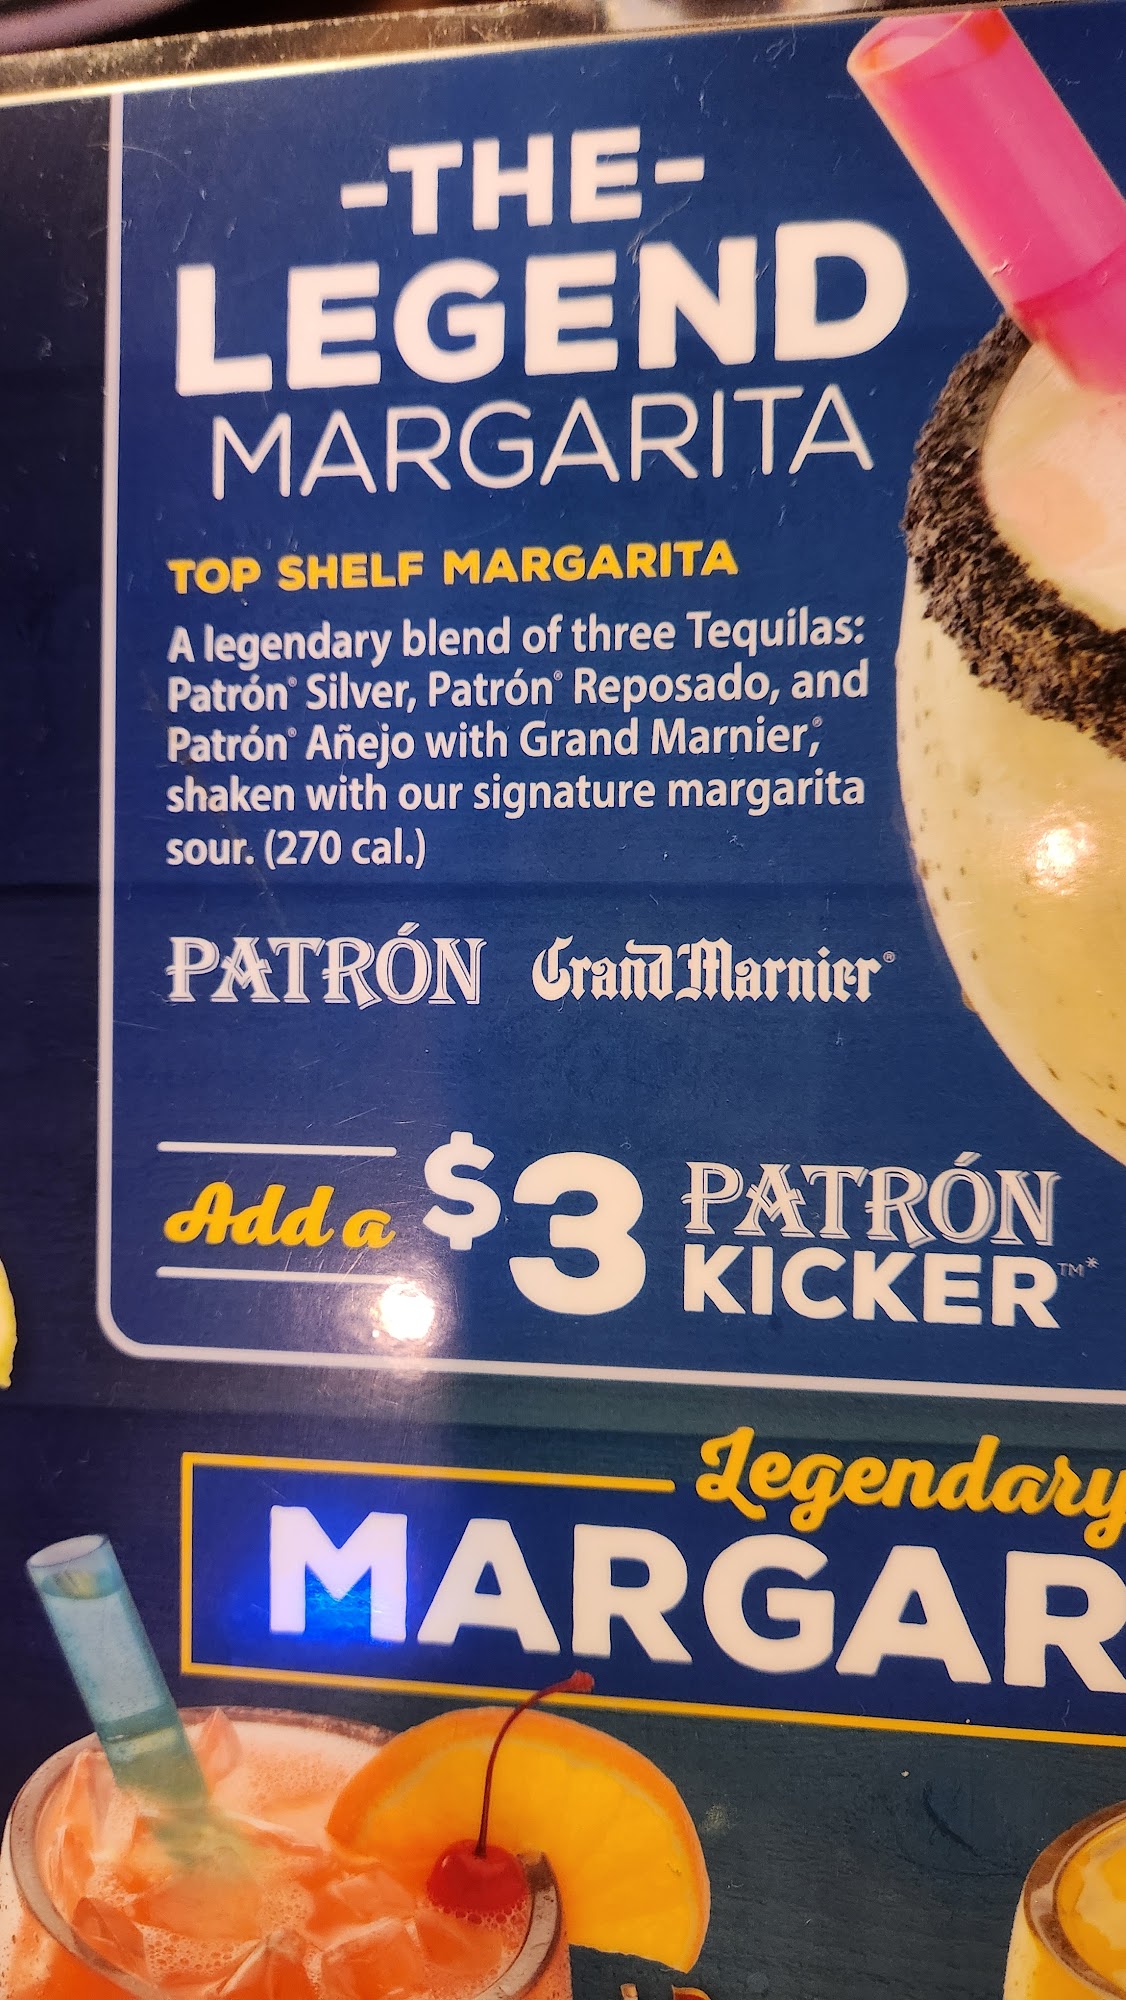 -THE-
LEGEND
MARGARITA
TOP SHELF MARGARITA
A legendary blend of three Tequilas:
Patrón® Silver, Patrón® Reposado, and
Patrón® Añejo with Grand Marnier,®
shaken with our signature margarita
sour. (270 cal.)
PATRÓN Grand Marnier®
Add a $3 PATRÓN
KICKER™*
Legendary
MARGAR